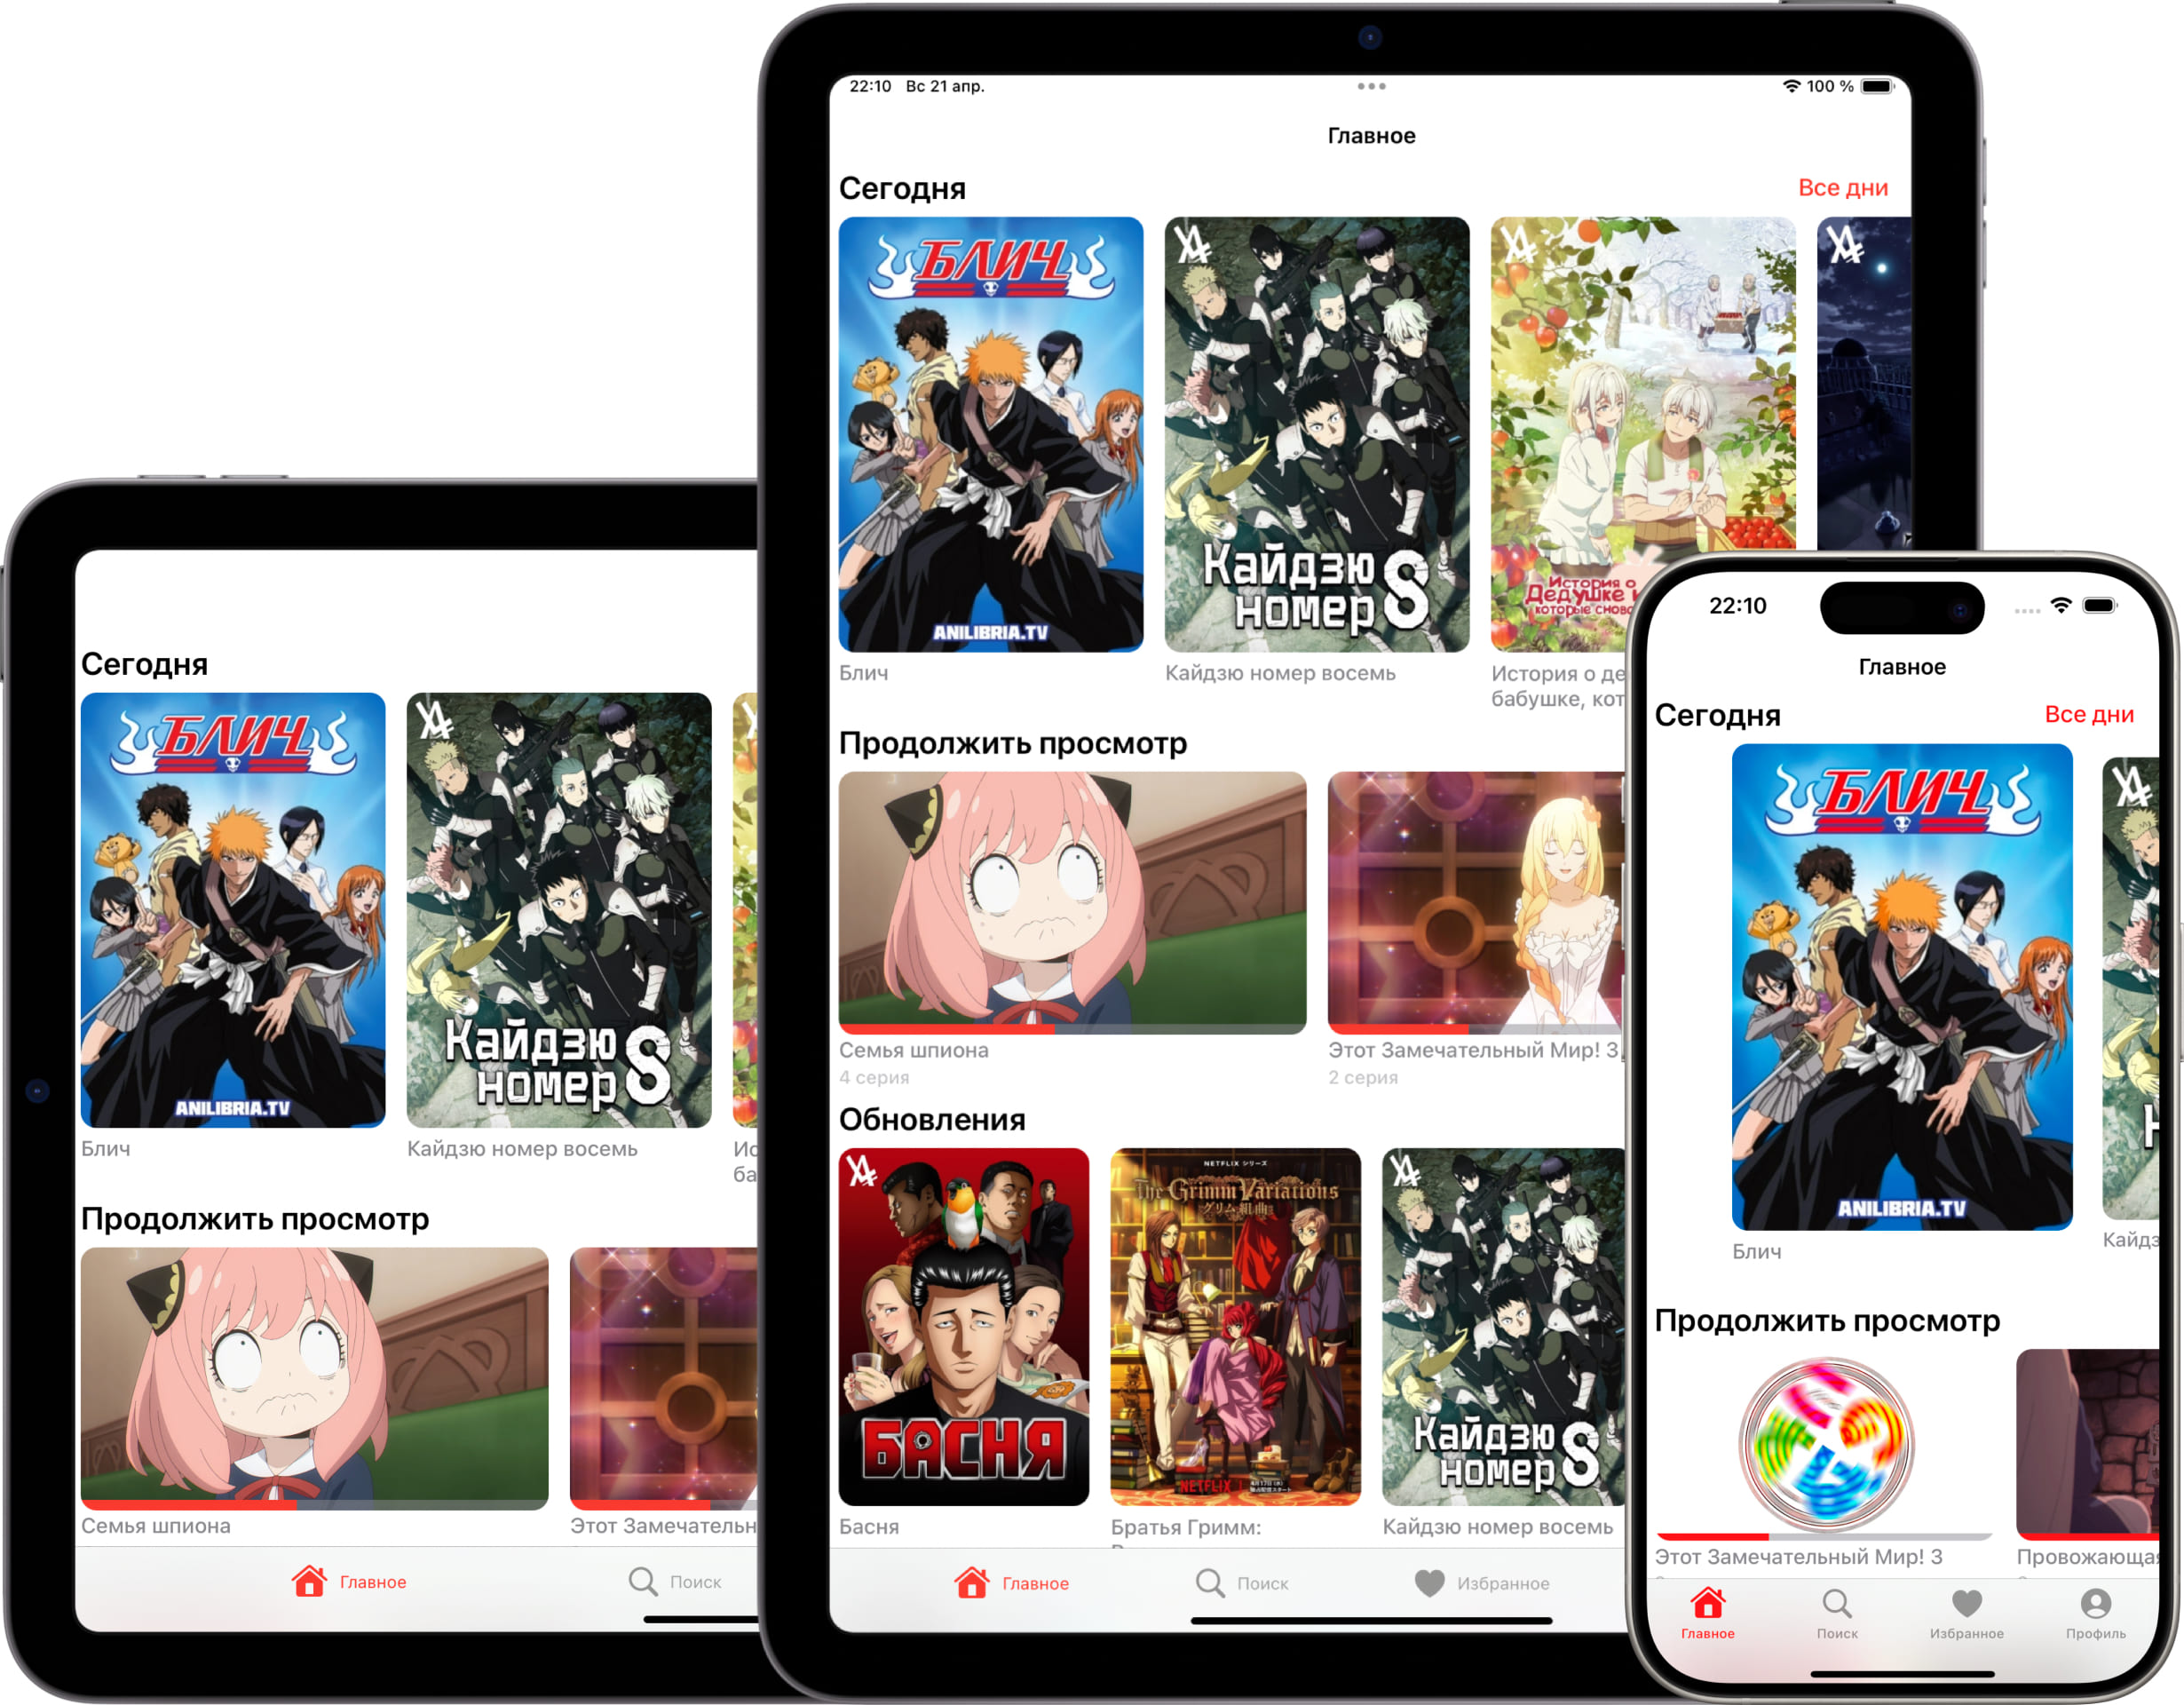 Сегодня
БЛИЧ
ANILIBRIA.TV
Блич
Кайдзю
номер 8
Кайдзю номер восемь
Ис
ба
Продолжить просмотр
Семья шпиона
Этот Замечательн
Главное
Поиск
22:10 Вс 21 апр.
100 %
Главное
Сегодня
Все дни
БЛИЧ
ANILIBRIA.TV
Блич
Кайдзю
номер 8
Кайдзю номер восемь
История о
Дедушке и
которые снова
История о де
бабушке, кот
Продолжить просмотр
Семья шпиона
4 серия
Этот Замечательный Мир! 3
2 серия
Обновления
БАСНЯ
Басня
NETFLIX シリーズ
The Grimm Variations
グリム組曲
NETFLIX
Братья Гримм:
Кайдзю
номер 8
Кайдзю номер восемь
Главное
Поиск
Избранное
22:10
Главное
Сегодня
Все дни
БЛИЧ
ANILIBRIA.TV
Блич
Кайдз
Продолжить просмотр
Этот Замечательный Мир! 3
Провожающая
Главное
Поиск
Избранное
Профиль